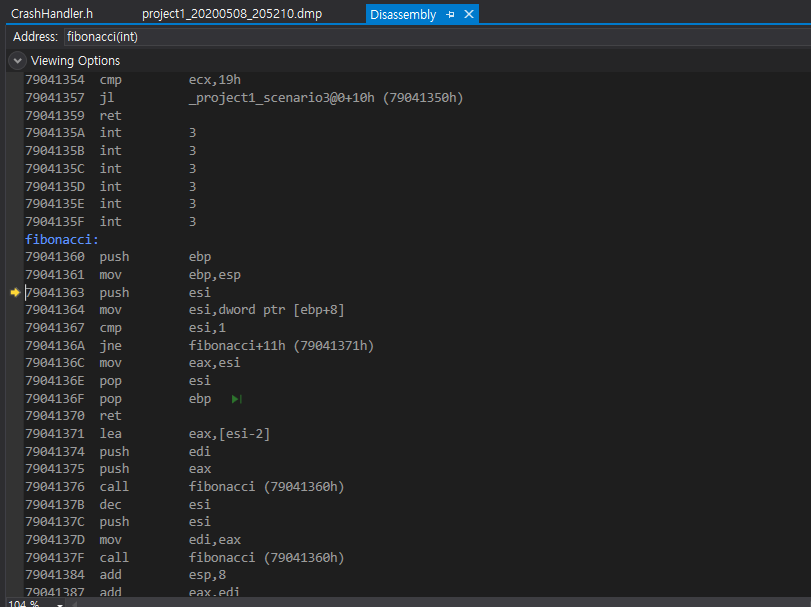 CrashHandler.h project1_20200508_205210.dmp Disassembly
Address: fibonacci(int)
Viewing Options
79041354 cmp ecx,19h
79041357 jl _project1_scenario3@0+10h (79041350h)
79041359 ret
7904135A int 3
7904135B int 3
7904135C int 3
7904135D int 3
7904135E int 3
7904135F int 3
fibonacci:
79041360 push ebp
79041361 mov ebp,esp
79041363 push esi
79041364 mov esi,dword ptr [ebp+8]
79041367 cmp esi,1
7904136A jne fibonacci+11h (79041371h)
7904136C mov eax,esi
7904136E pop esi
7904136F pop ebp
79041370 ret
79041371 lea eax,[esi-2]
79041374 push edi
79041375 push eax
79041376 call fibonacci (79041360h)
7904137B dec esi
7904137C push esi
7904137D mov edi,eax
7904137F call fibonacci (79041360h)
79041384 add esp,8
79041387 add eax,edi
104 %